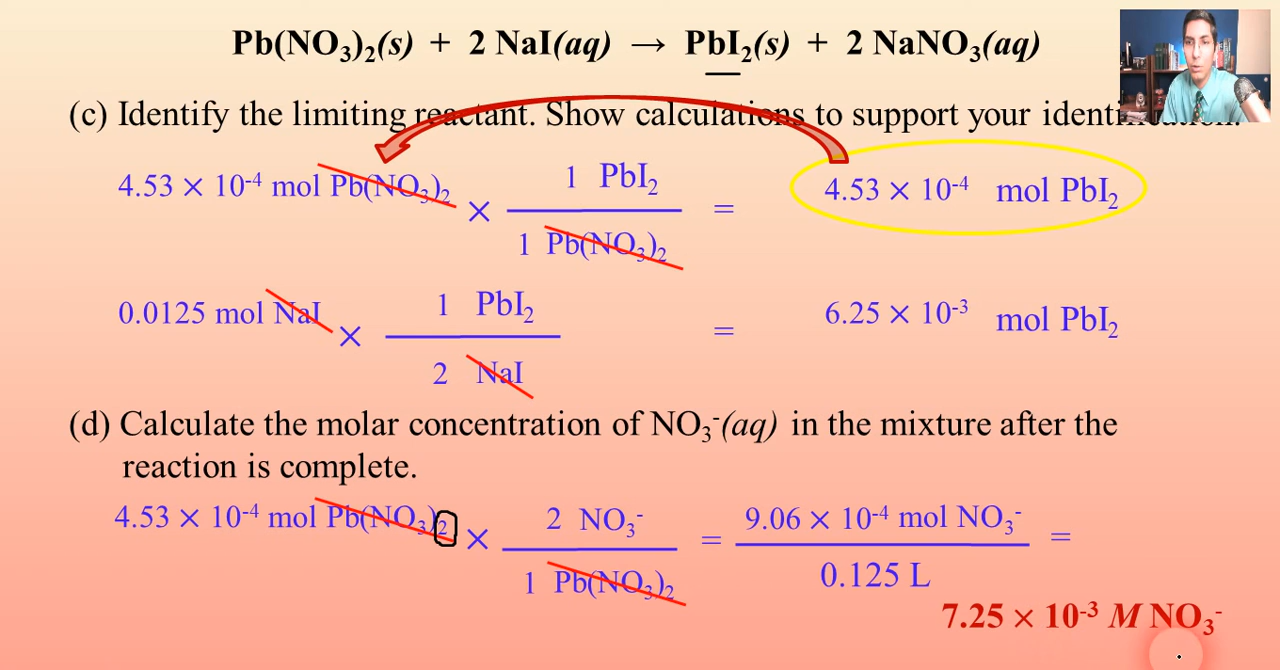 Pb(NO₃)₂(s) + 2 NaI(aq) → PbI₂(s) + 2 NaNO₃(aq)
(c) Identify the limiting reactant. Show calculations to support your identification.
4.53 × 10⁻⁴ mol Pb(NO₃)₂ × 1 PbI₂ / 1 Pb(NO₃)₂ = 4.53 × 10⁻⁴ mol PbI₂
0.0125 mol NaI × 1 PbI₂ / 2 NaI = 6.25 × 10⁻³ mol PbI₂
(d) Calculate the molar concentration of NO₃⁻(aq) in the mixture after the
reaction is complete.
4.53 × 10⁻⁴ mol Pb(NO₃)₂ × 2 NO₃⁻ / 1 Pb(NO₃)₂ = 9.06 × 10⁻⁴ mol NO₃⁻ / 0.125 L =
7.25 × 10⁻³ M NO₃⁻